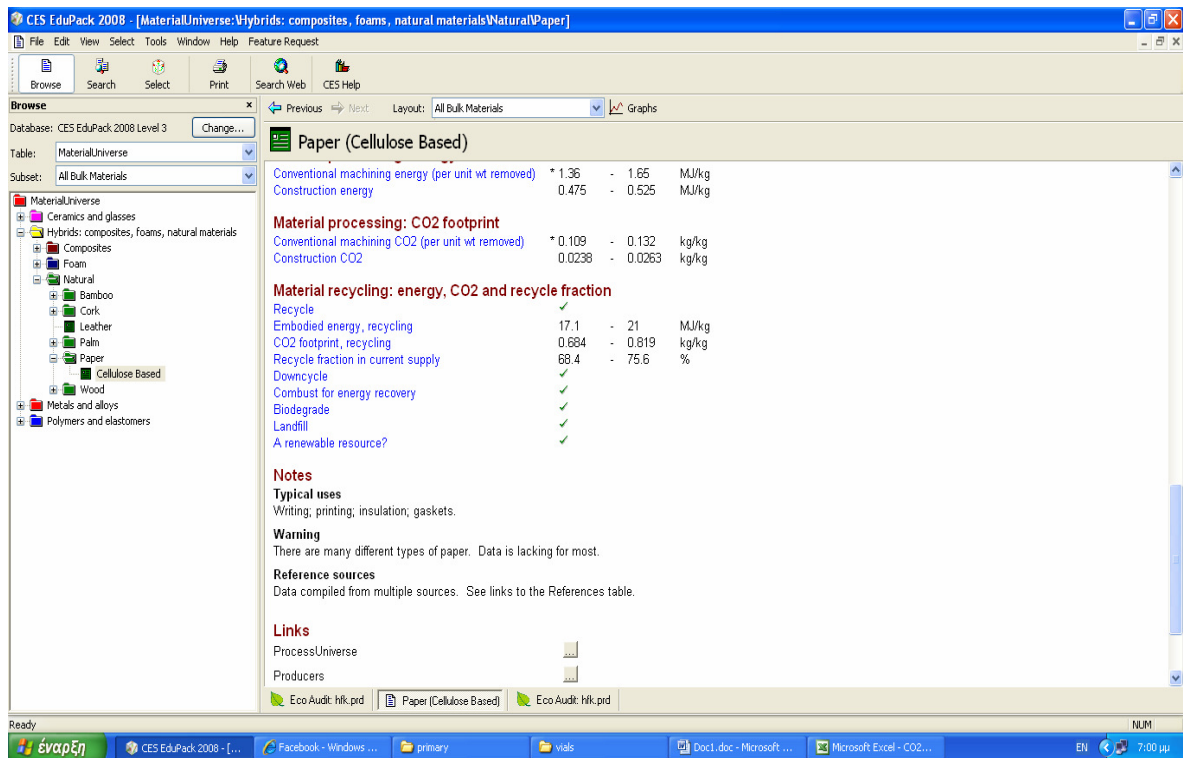 CES EduPack 2008 - [MaterialUniverse:\Hybrids: composites, foams, natural materials\Natural\Paper]
File Edit View Select Tools Window Help Feature Request
Browse Search Select Print Search Web CES Help
Browse × Previous Next Layout: All Bulk Materials Graphs
Database: CES EduPack 2008 Level 3 Change...
Table: MaterialUniverse
Subset: All Bulk Materials
MaterialUniverse
Ceramics and glasses
Hybrids: composites, foams, natural materials
Composites
Foam
Natural
Bamboo
Cork
Leather
Palm
Paper
Cellulose Based
Wood
Metals and alloys
Polymers and elastomers
Paper (Cellulose Based)
Conventional machining energy (per unit wt removed) * 1.36 - 1.65 MJ/kg
Construction energy 0.475 - 0.525 MJ/kg
Material processing: CO2 footprint
Conventional machining CO2 (per unit wt removed) * 0.109 - 0.132 kg/kg
Construction CO2 0.0238 - 0.0263 kg/kg
Material recycling: energy, CO2 and recycle fraction
Recycle ✓
Embodied energy, recycling 17.1 - 21 MJ/kg
CO2 footprint, recycling 0.684 - 0.819 kg/kg
Recycle fraction in current supply 68.4 - 75.6 %
Downcycle ✓
Combust for energy recovery ✓
Biodegrade ✓
Landfill ✓
A renewable resource? ✓
Notes
Typical uses
Writing; printing; insulation; gaskets.
Warning
There are many different types of paper. Data is lacking for most.
Reference sources
Data compiled from multiple sources. See links to the References table.
Links
ProcessUniverse ...
Producers ...
Eco Audit: hfk.prd Paper (Cellulose Based) Eco Audit: hfk.prd
Ready NUM
έναρξη CES EduPack 2008 - [... Facebook - Windows ... primary vials Doc1.doc - Microsoft ... Microsoft Excel - CO2... EN 7:00 μμ